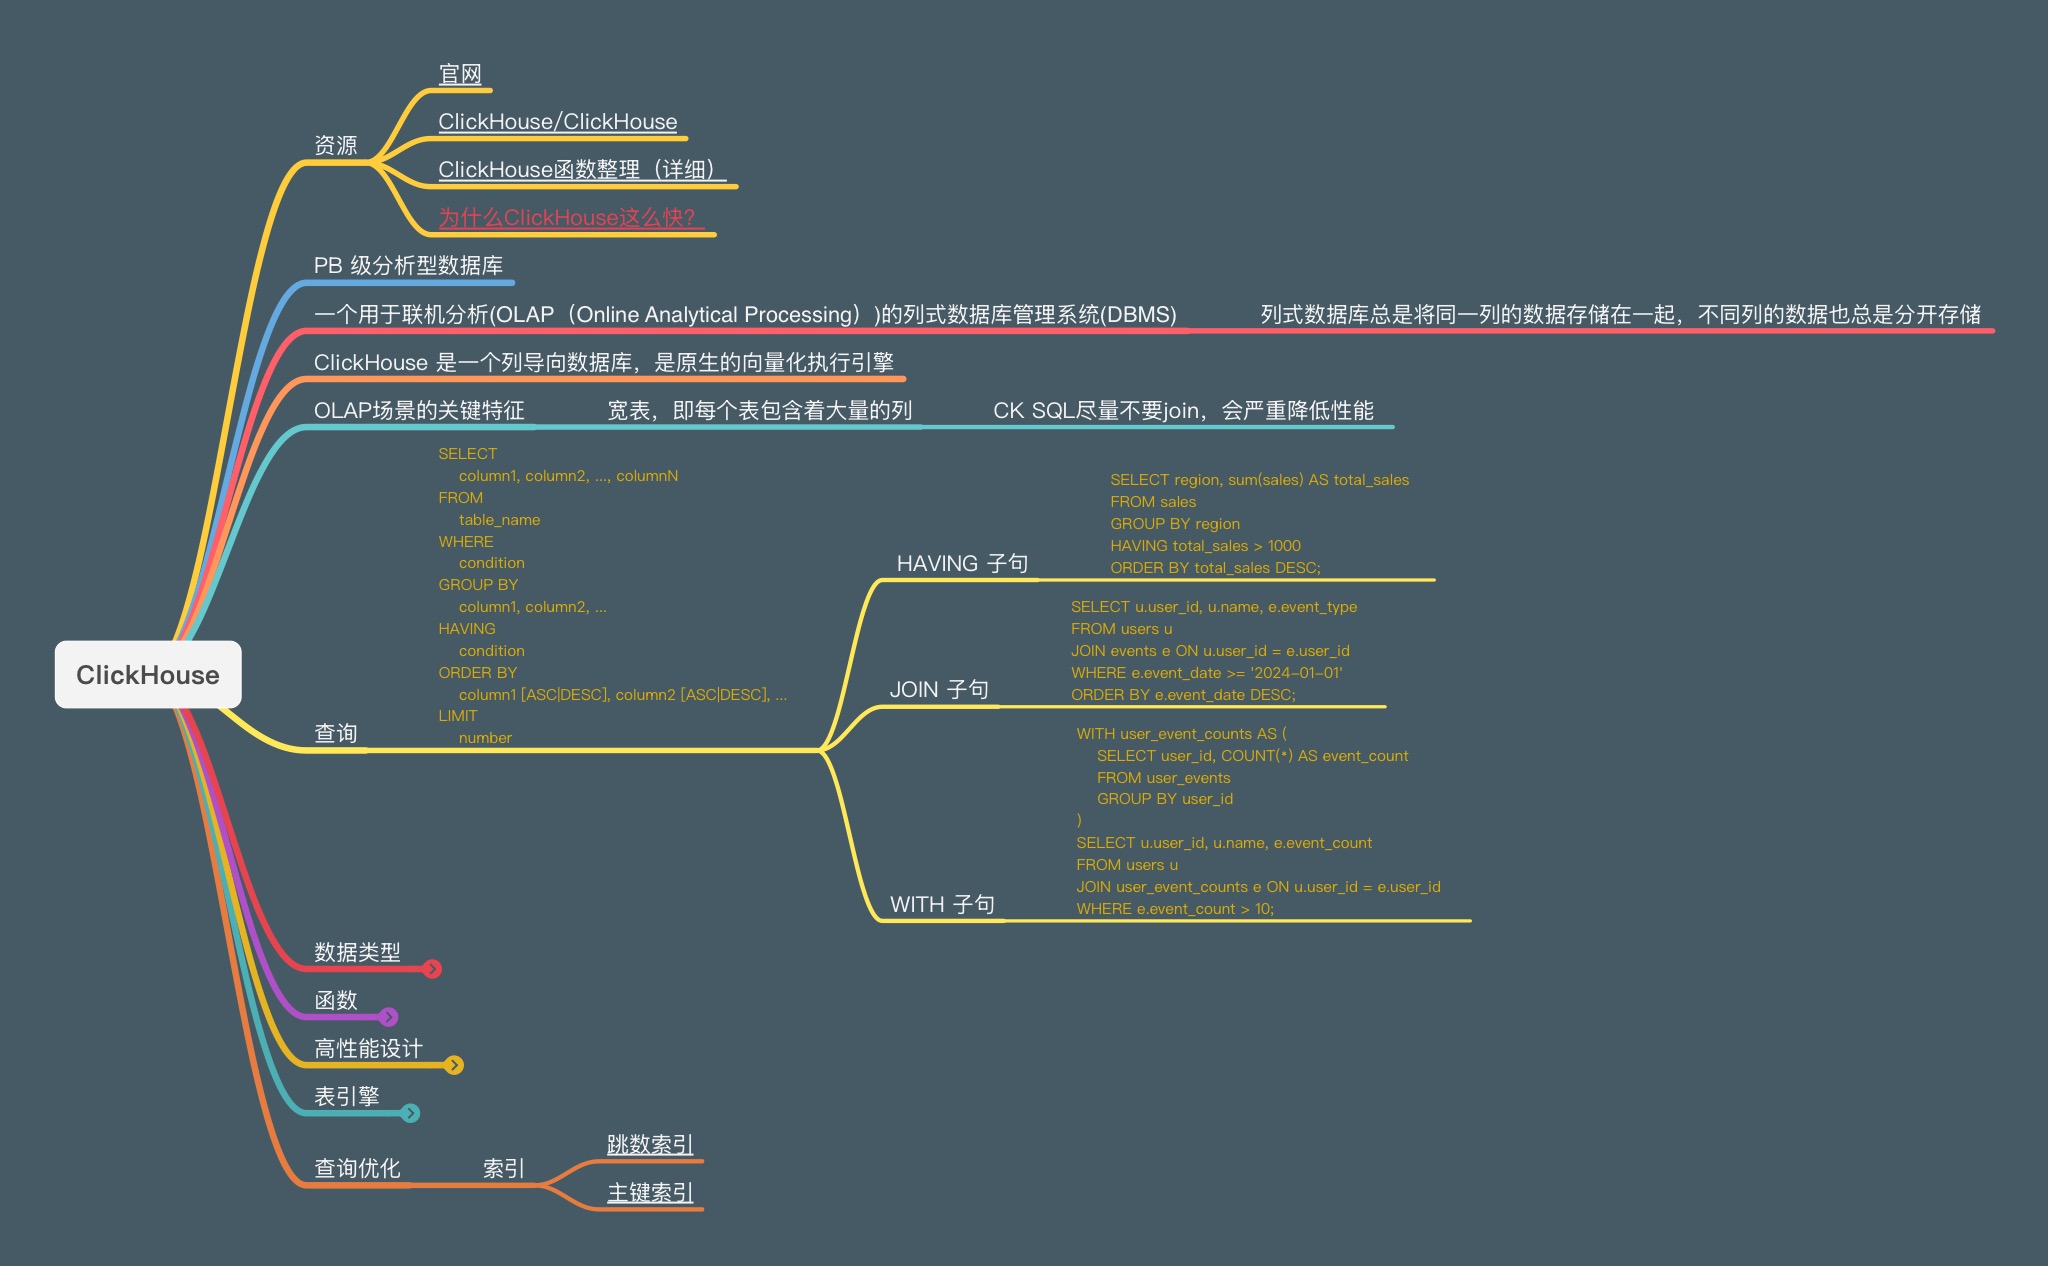 ClickHouse
资源
官网
ClickHouse/ClickHouse
ClickHouse函数整理（详细）
为什么ClickHouse这么快？
PB 级分析型数据库
一个用于联机分析(OLAP（Online Analytical Processing）)的列式数据库管理系统(DBMS)
列式数据库总是将同一列的数据存储在一起，不同列的数据也总是分开存储
ClickHouse 是一个列导向数据库，是原生的向量化执行引擎
OLAP场景的关键特征
宽表，即每个表包含着大量的列
CK SQL尽量不要join，会严重降低性能
查询
SELECT
column1, column2, ..., columnN
FROM
table_name
WHERE
condition
GROUP BY
column1, column2, ...
HAVING
condition
ORDER BY
column1 [ASC|DESC], column2 [ASC|DESC], ...
LIMIT
number
HAVING 子句
SELECT region, sum(sales) AS total_sales
FROM sales
GROUP BY region
HAVING total_sales > 1000
ORDER BY total_sales DESC;
JOIN 子句
SELECT u.user_id, u.name, e.event_type
FROM users u
JOIN events e ON u.user_id = e.user_id
WHERE e.event_date >= '2024-01-01'
ORDER BY e.event_date DESC;
WITH 子句
WITH user_event_counts AS (
SELECT user_id, COUNT(*) AS event_count
FROM user_events
GROUP BY user_id
)
SELECT u.user_id, u.name, e.event_count
FROM users u
JOIN user_event_counts e ON u.user_id = e.user_id
WHERE e.event_count > 10;
数据类型
函数
高性能设计
表引擎
查询优化
索引
跳数索引
主键索引